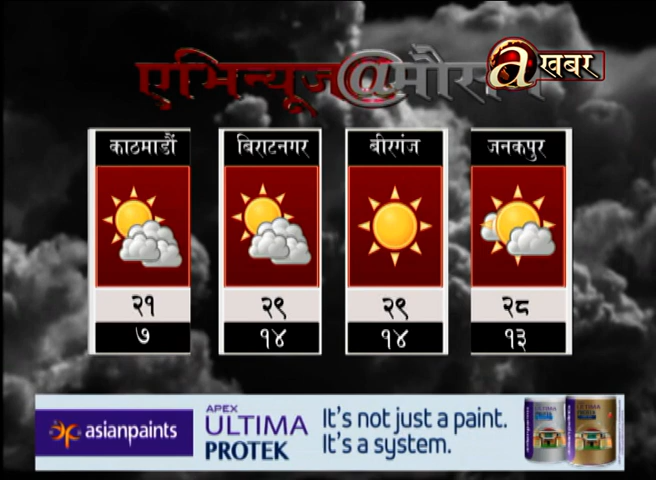 एभिन्यूज@मौसम
a खबर
काठमाडौं
बिराटनगर
बीरगंज
जनकपुर
२१
२९
२९
२८
७
१४
१४
१३
asianpaints
APEX
ULTIMA
PROTEK
It's not just a paint.
It's a system.